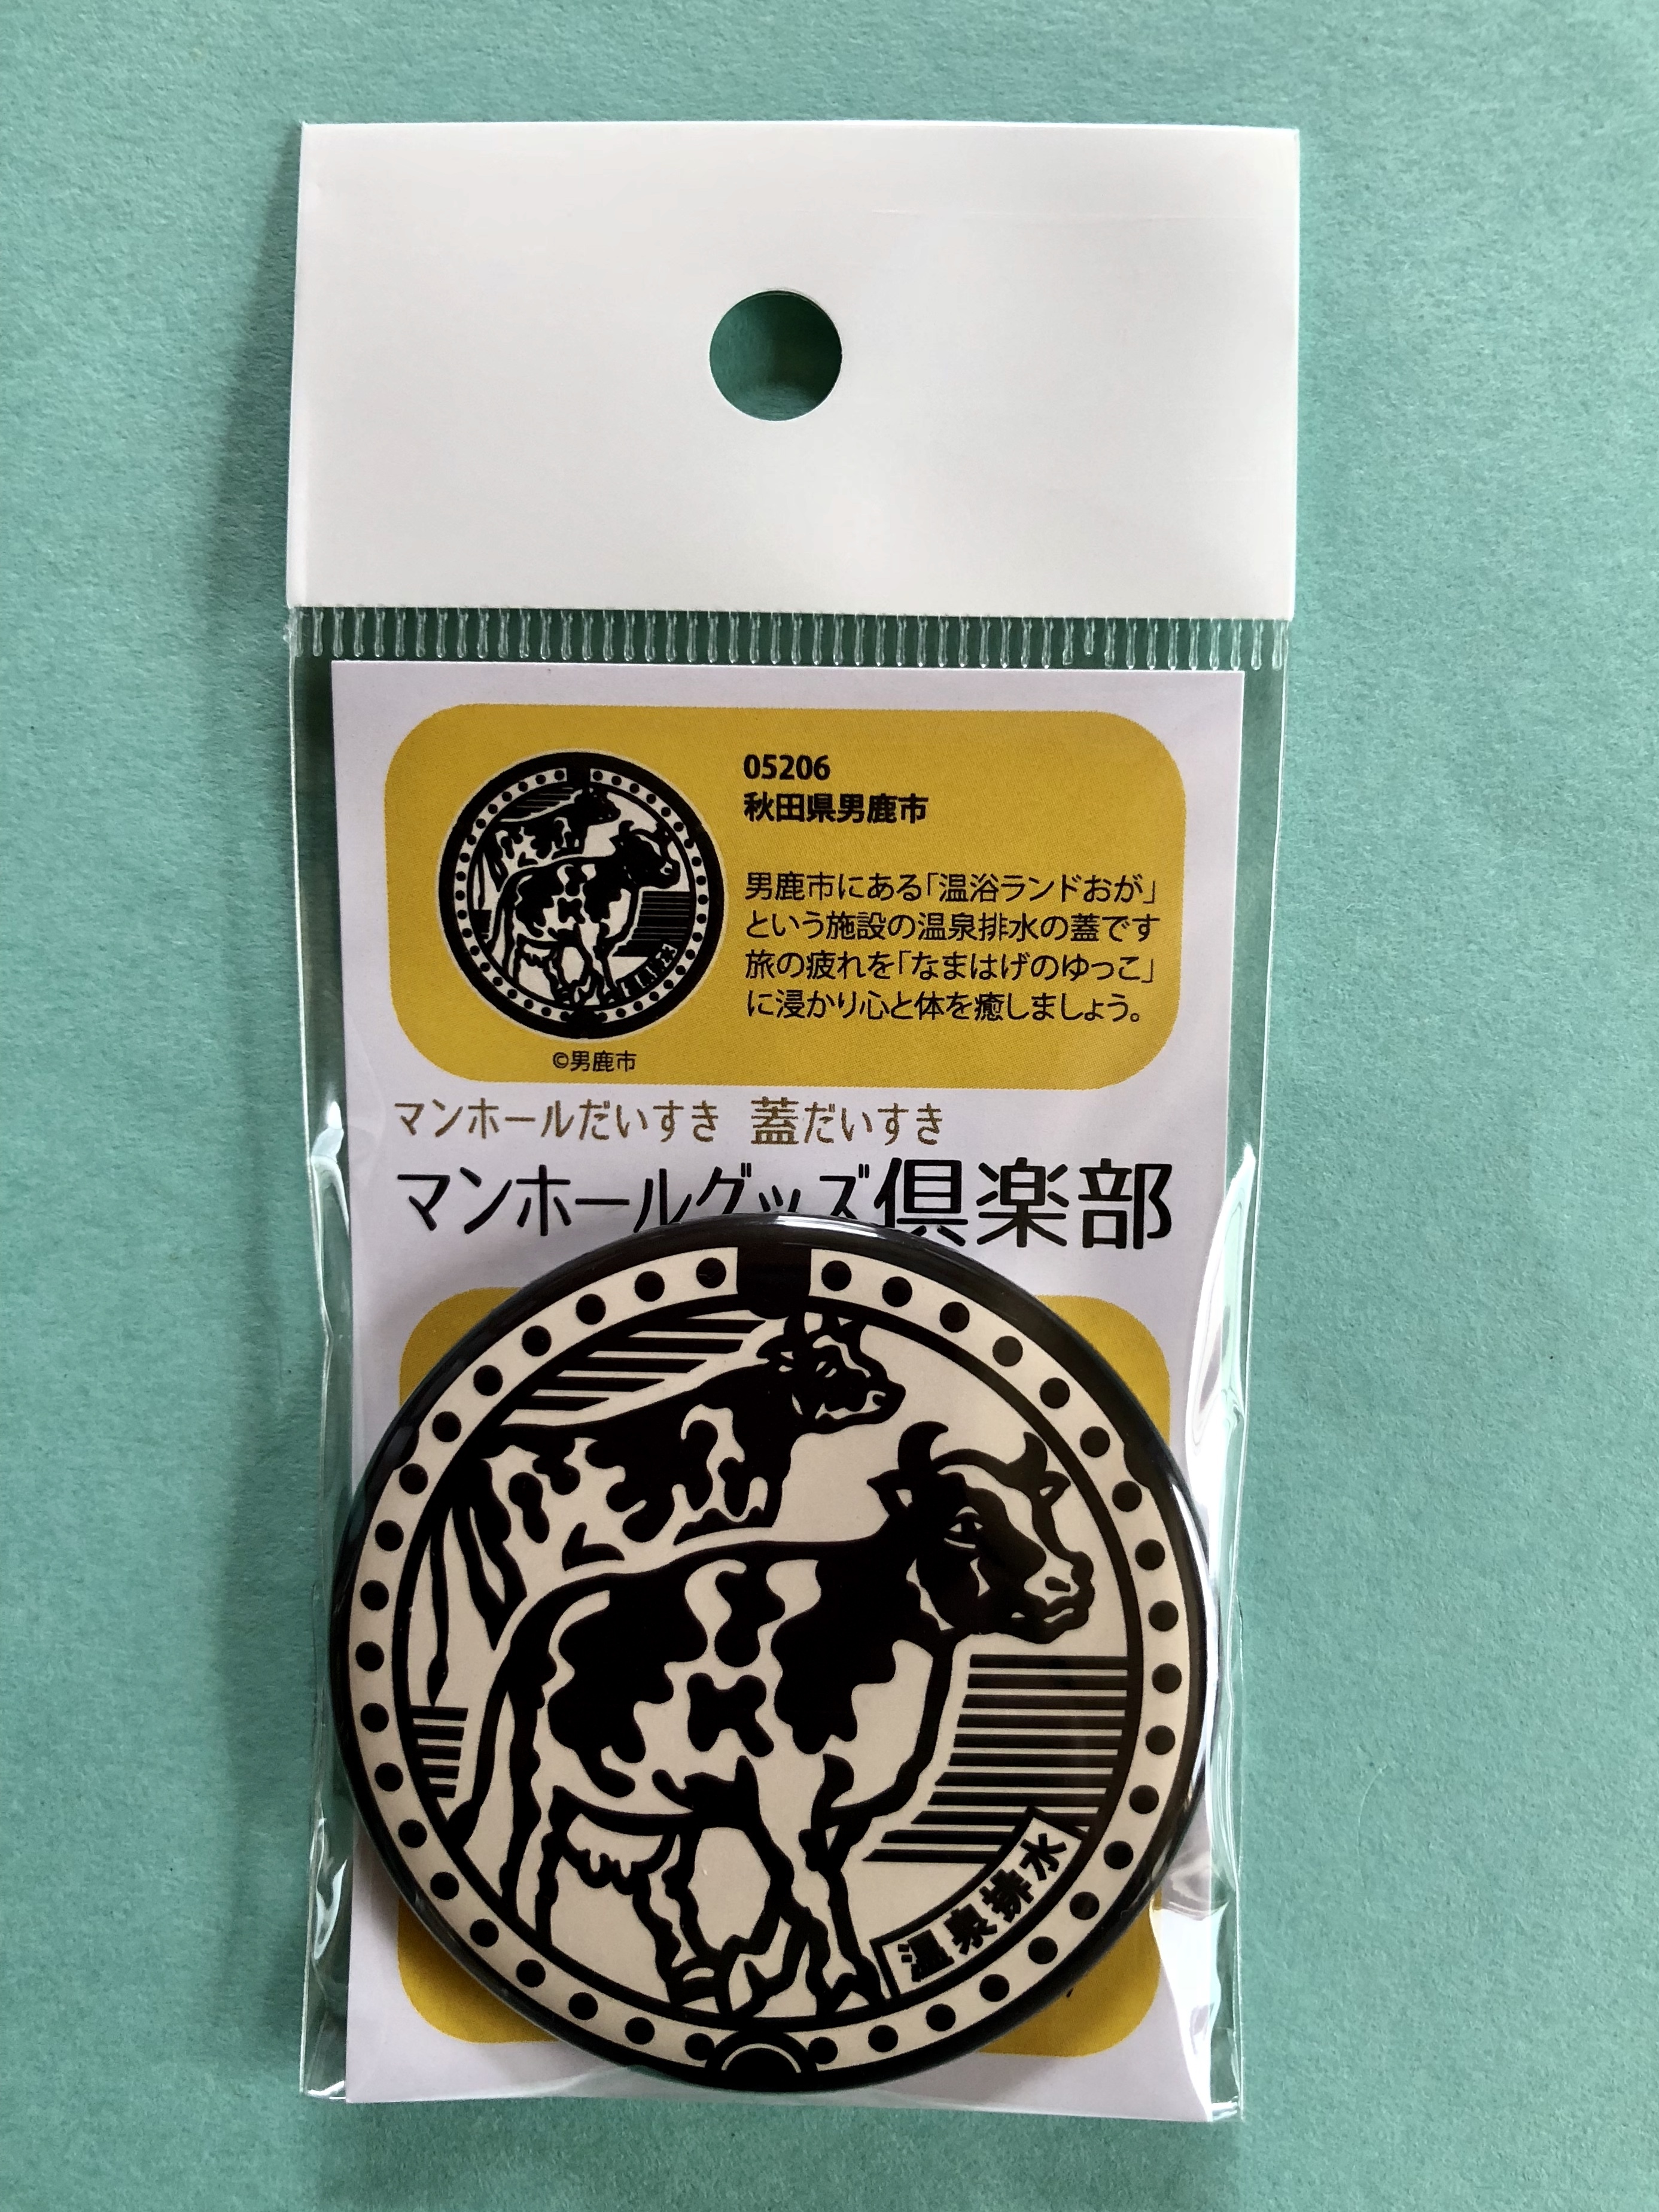 05206
秋田県男鹿市
男鹿市にある「温浴ランドおが」
という施設の温泉排水の蓋です
旅の疲れを「なまはげのゆっこ」
に浸かり心と体を癒しましょう。
温泉排水
©男鹿市
マンホールだいすき 蓋だいすき
マンホールグッズ倶楽部
温泉排水